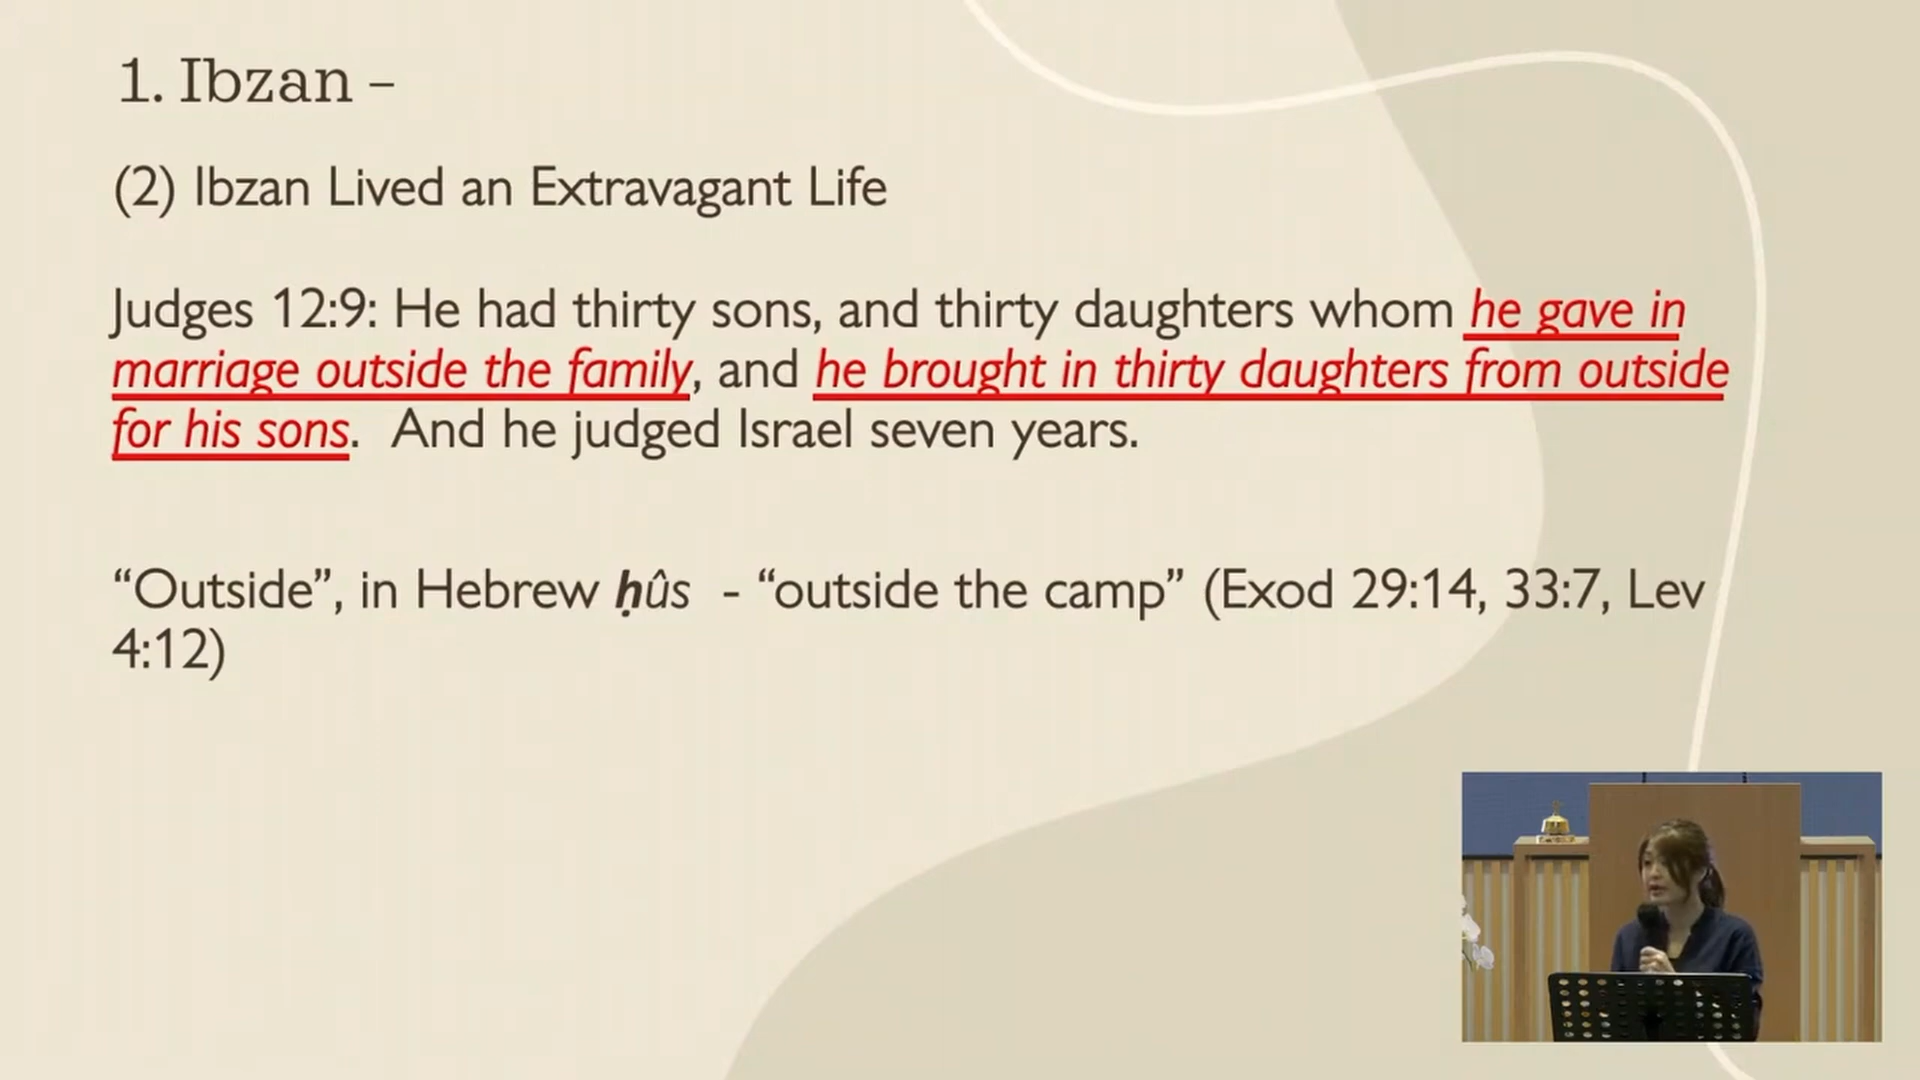 1. Ibzan –
(2) Ibzan Lived an Extravagant Life
Judges 12:9: He had thirty sons, and thirty daughters whom he gave in
marriage outside the family, and he brought in thirty daughters from outside
for his sons.  And he judged Israel seven years.
“Outside”, in Hebrew ḥûs  - “outside the camp” (Exod 29:14, 33:7, Lev
4:12)